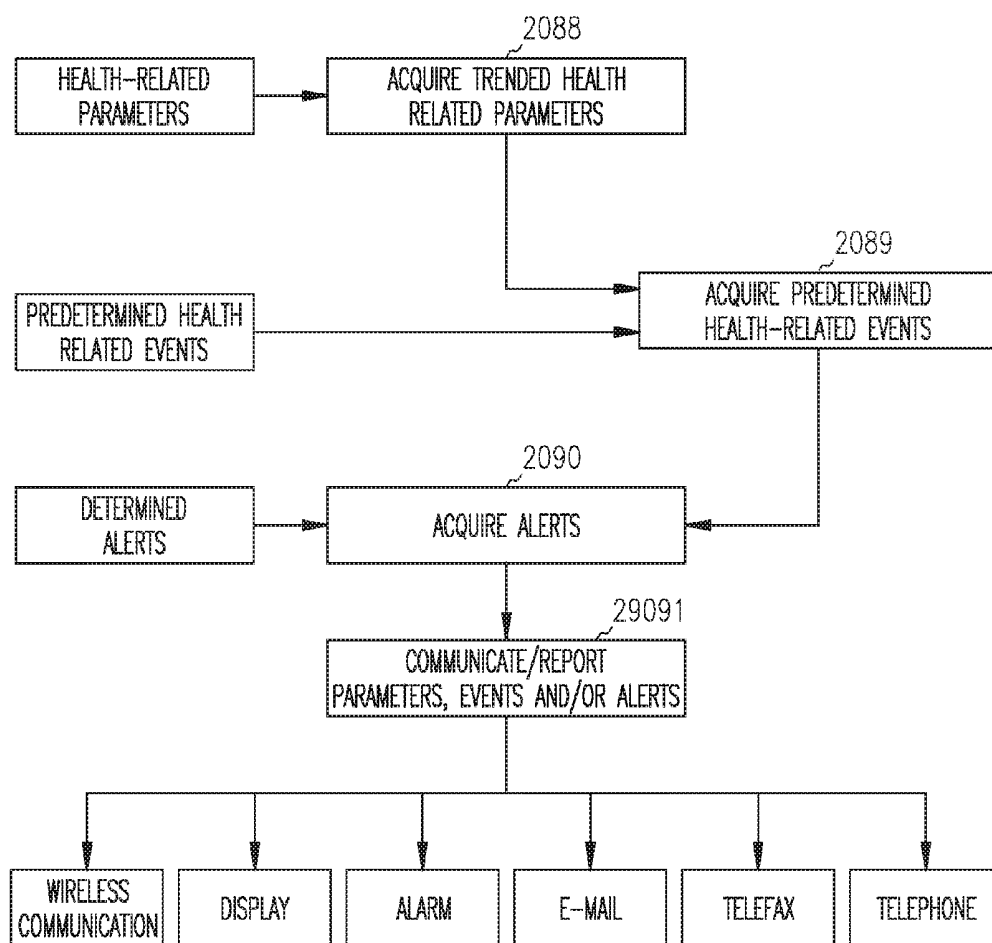 2088
HEALTH-RELATED
PARAMETERS
ACQUIRE TRENDED HEALTH
RELATED PARAMETERS
2089
PREDETERMINED HEALTH
RELATED EVENTS
ACQUIRE PREDETERMINED
HEALTH-RELATED EVENTS
2090
DETERMINED
ALERTS
ACQUIRE ALERTS
29091
COMMUNICATE/REPORT
PARAMETERS, EVENTS AND/OR ALERTS
WIRELESS
COMMUNICATION
DISPLAY
ALARM
E-MAIL
TELEFAX
TELEPHONE